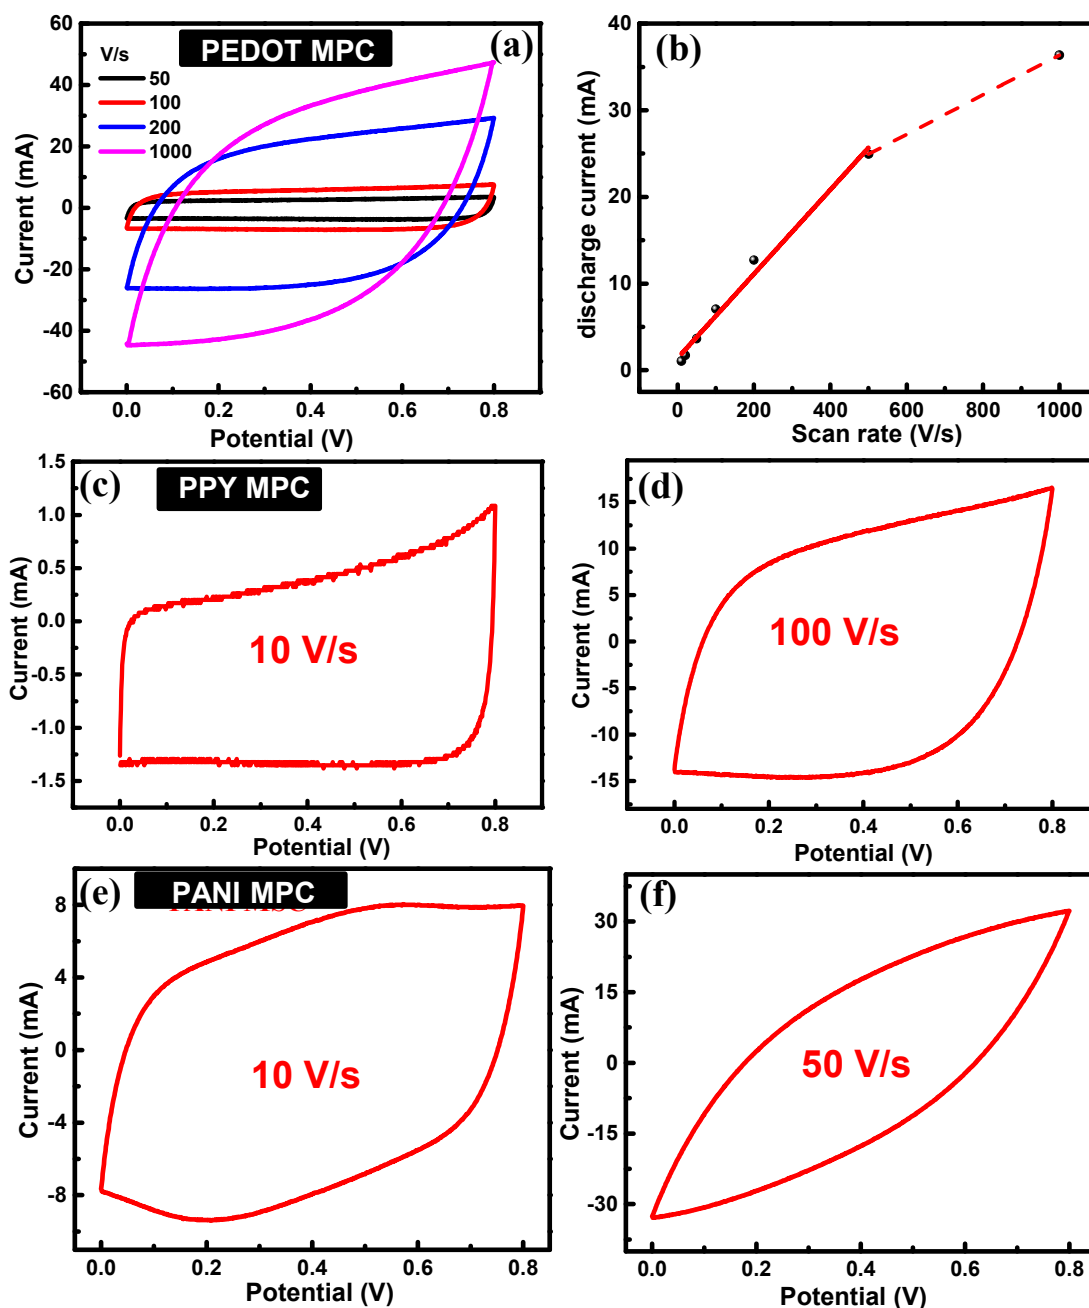 PEDOT MPC
(a)
V/s
50
100
200
1000
60
40
20
0
-20
-40
-60
Current (mA)
0.0 0.2 0.4 0.6 0.8
Potential (V)
(b)
40
30
20
10
0
discharge current (mA)
0 200 400 600 800 1000
Scan rate (V/s)
(c)
PPY MPC
1.5
1.0
0.5
0.0
-0.5
-1.0
-1.5
Current (mA)
10 V/s
0.0 0.2 0.4 0.6 0.8
Potential (V)
(d)
15
10
5
0
-5
-10
-15
Current (mA)
100 V/s
0.0 0.2 0.4 0.6 0.8
Potential (V)
(e)
PANI MPC
8
4
0
-4
-8
Current (mA)
10 V/s
0.0 0.2 0.4 0.6 0.8
Potential (V)
(f)
30
15
0
-15
-30
Current (mA)
50 V/s
0.0 0.2 0.4 0.6 0.8
Potential (V)